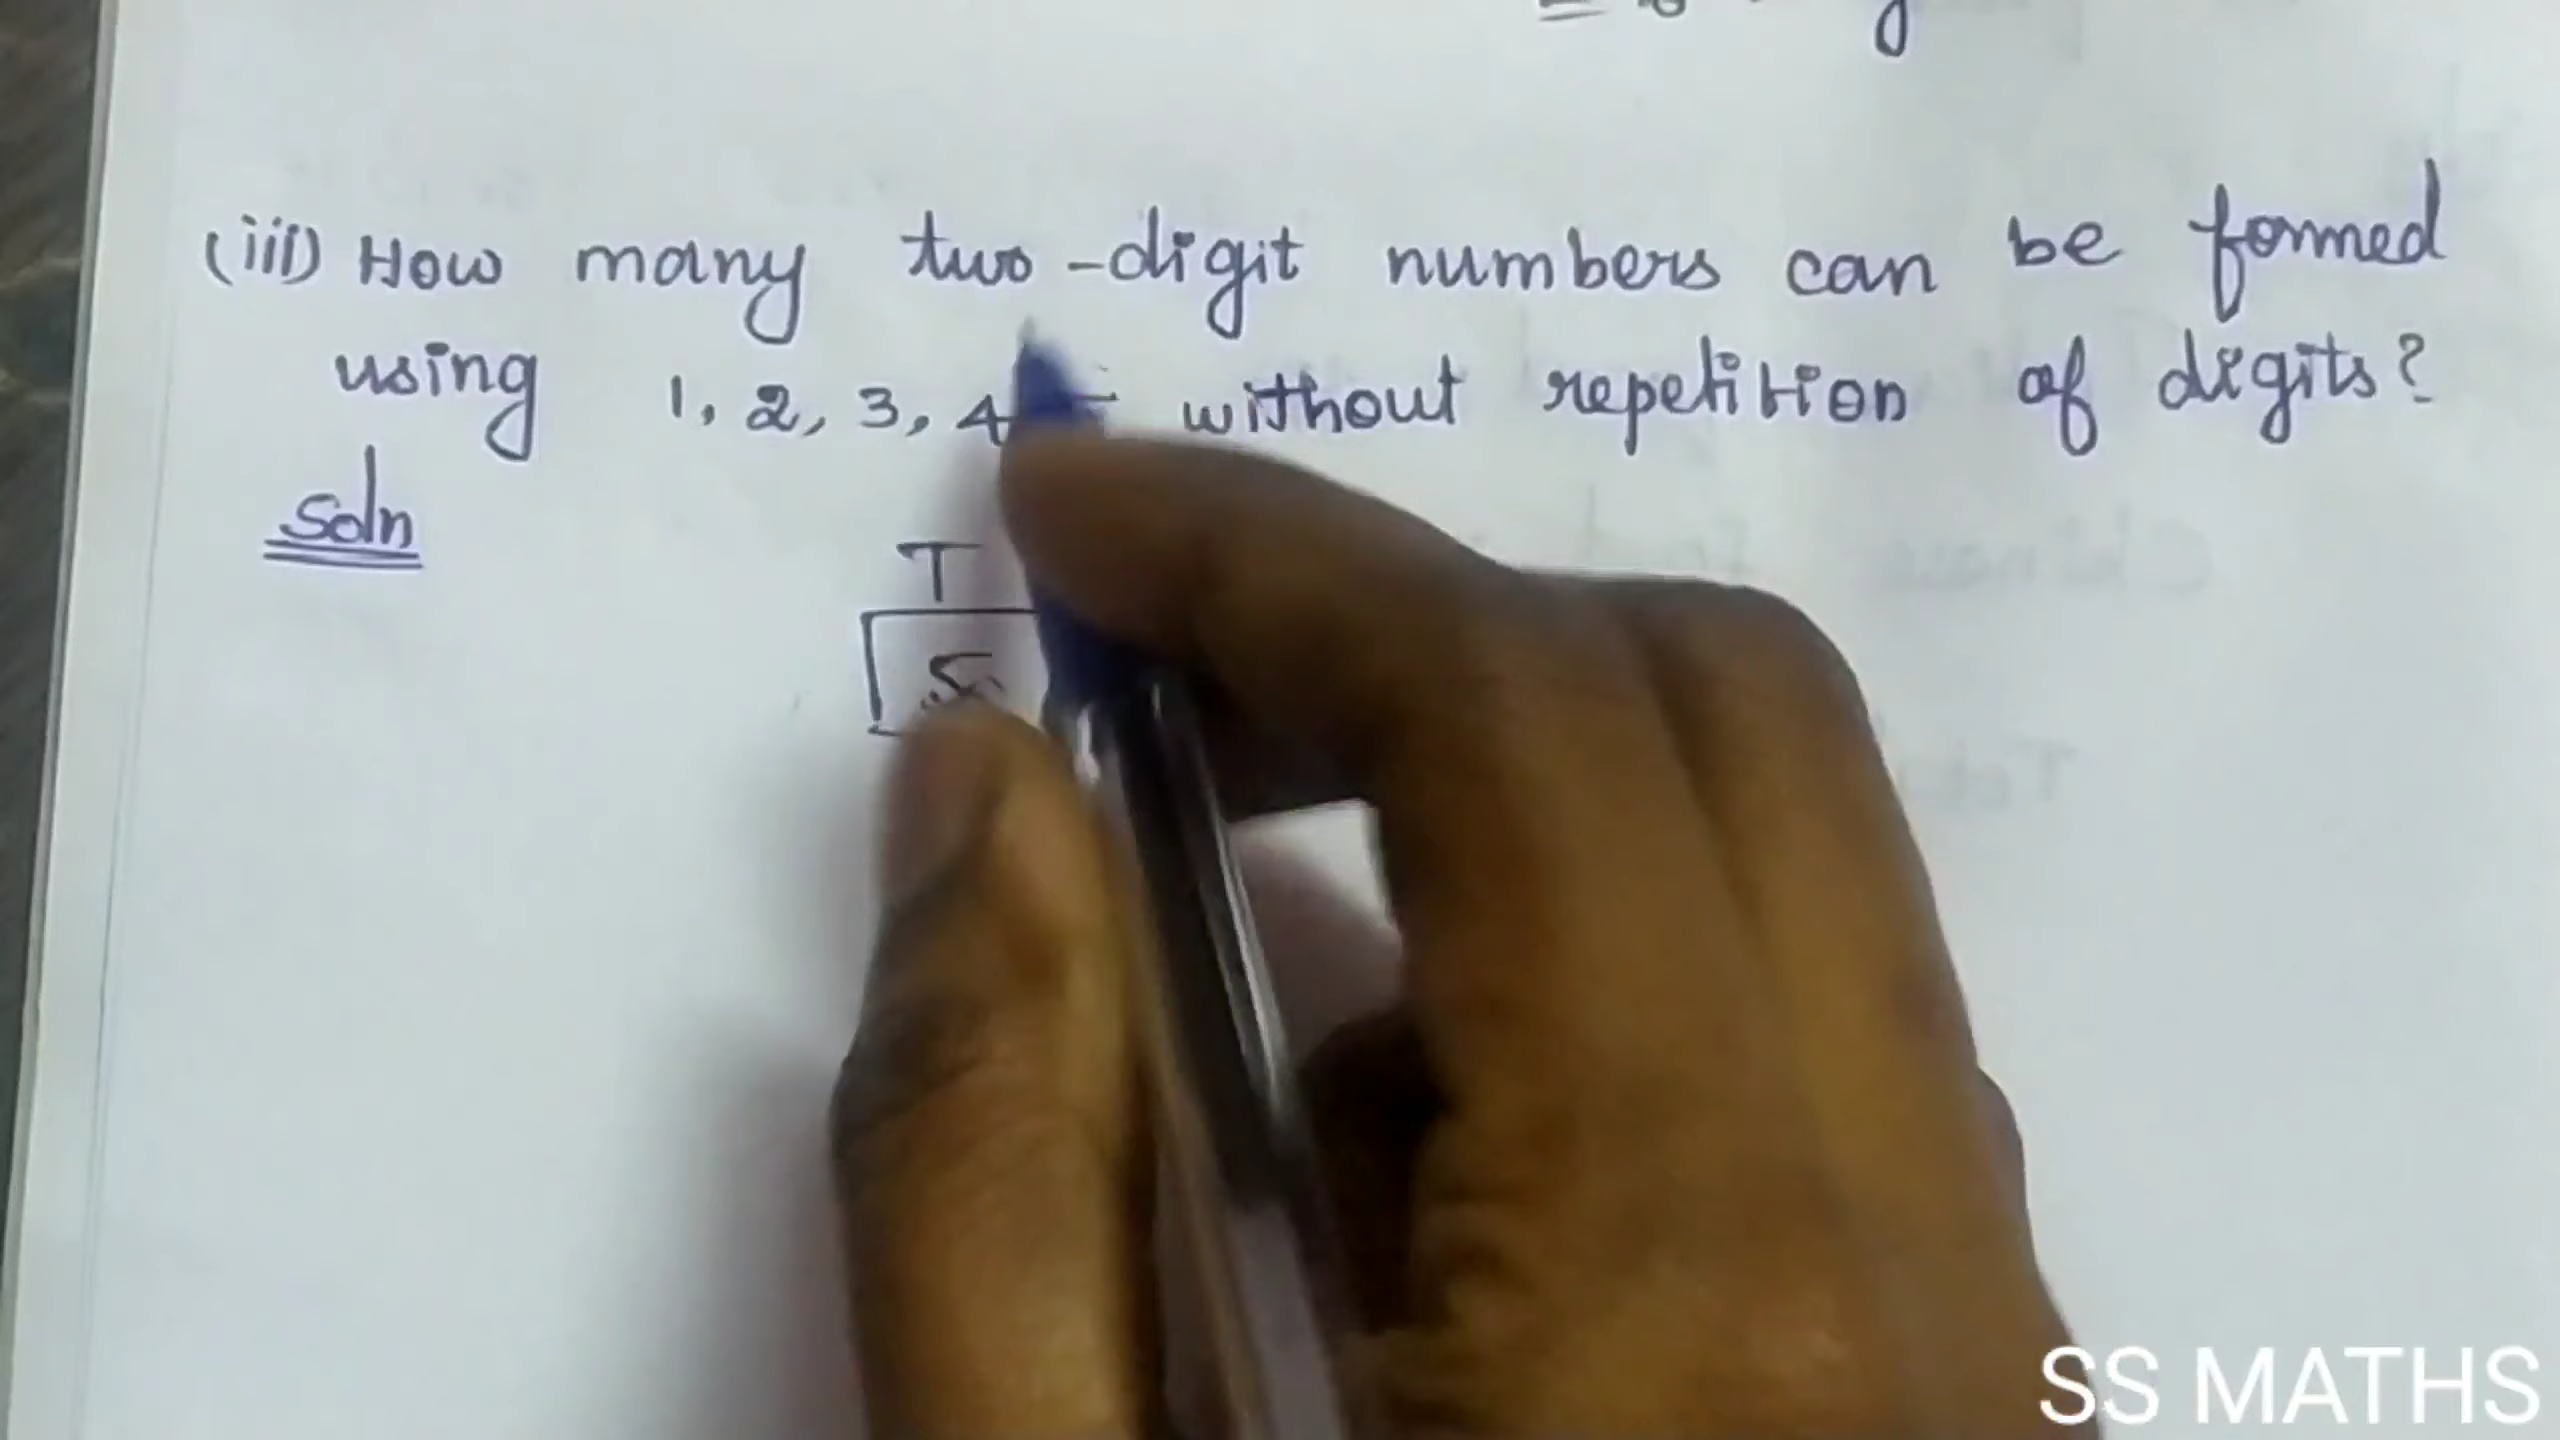 (iii) How many two-digit numbers can be formed
using 1, 2, 3, 4 without repetition of digits?
Soln
T
5
SS MATHS